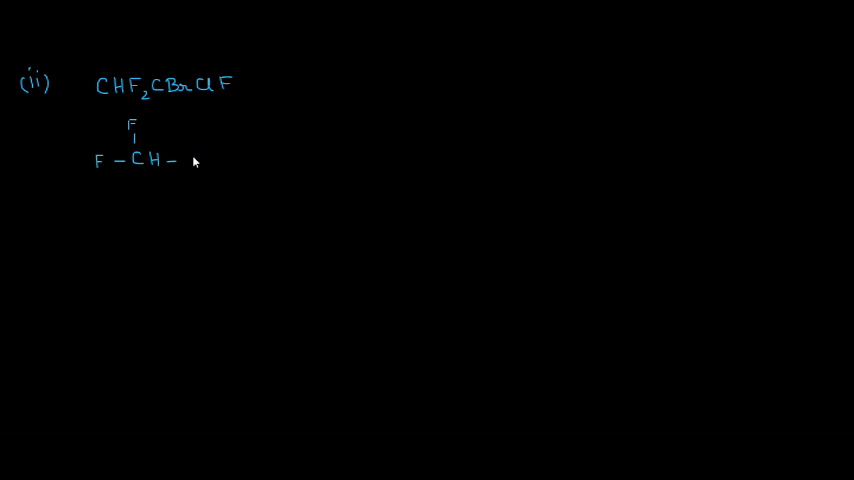 (ii) CHF₂CBrClF
F
|
F – CH –